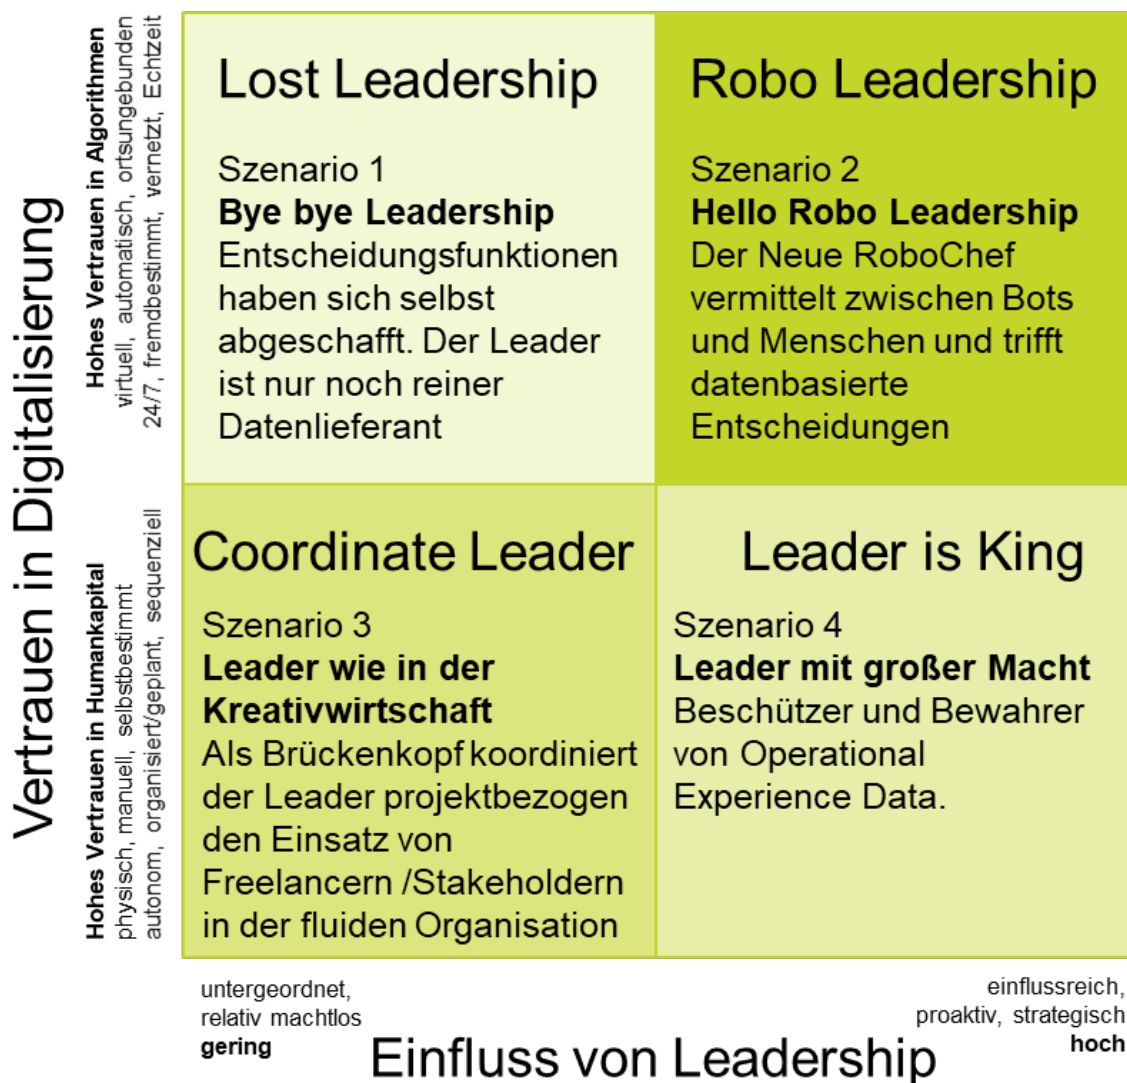 Vertrauen in Digitalisierung
Hohes Vertrauen in Algorithmen
virtuell, automatisch, ortsungebunden
24/7, fremdbestimmt, vernetzt, Echtzeit
Hohes Vertrauen in Humankapital
physisch, manuell, selbstbestimmt
autonom, organisiert/geplant, sequenziell
Lost Leadership
Szenario 1
Bye bye Leadership
Entscheidungsfunktionen
haben sich selbst
abgeschafft. Der Leader
ist nur noch reiner
Datenlieferant
Robo Leadership
Szenario 2
Hello Robo Leadership
Der Neue RoboChef
vermittelt zwischen Bots
und Menschen und trifft
datenbasierte
Entscheidungen
Coordinate Leader
Szenario 3
Leader wie in der
Kreativwirtschaft
Als Brückenkopf koordiniert
der Leader projektbezogen
den Einsatz von
Freelancern /Stakeholdern
in der fluiden Organisation
Leader is King
Szenario 4
Leader mit großer Macht
Beschützer und Bewahrer
von Operational
Experience Data.
untergeordnet,
relativ machtlos
gering
Einfluss von Leadership
einflussreich,
proaktiv, strategisch
hoch